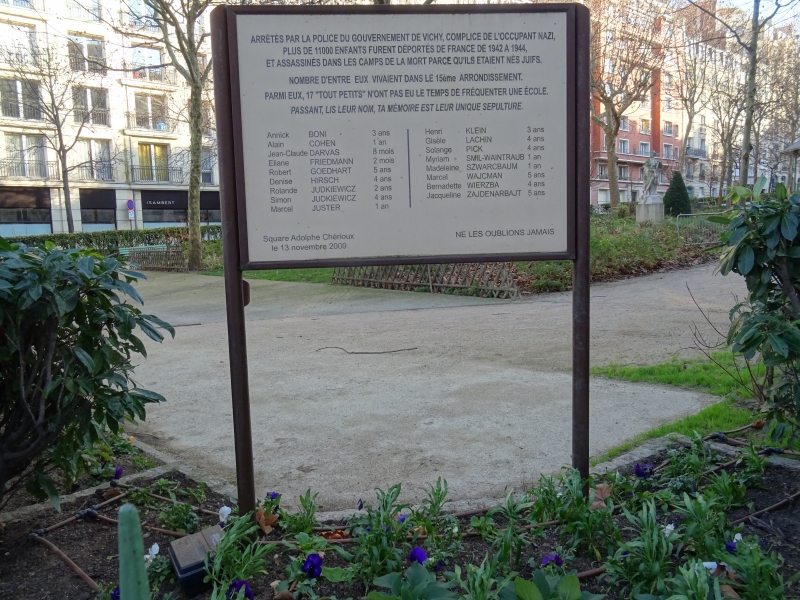 ARRÊTÉS PAR LA POLICE DU GOUVERNEMENT DE VICHY, COMPLICE DE L'OCCUPANT NAZI,
PLUS DE 11000 ENFANTS FURENT DÉPORTÉS DE FRANCE DE 1942 A 1944,
ET ASSASSINÉS DANS LES CAMPS DE LA MORT PARCE QU'ILS ETAIENT NÉS JUIFS.
NOMBRE D'ENTRE EUX VIVAIENT DANS LE 15ème ARRONDISSEMENT.
PARMI EUX, 17 "TOUT PETITS" N'ONT PAS EU LE TEMPS DE FRÉQUENTER UNE ÉCOLE.
PASSANT, LIS LEUR NOM, TA MÉMOIRE EST LEUR UNIQUE SEPULTURE.
Annick BONI 3 ans
Alain COHEN 1 an
Jean-Claude DARVAS 8 mois
Eliane FRIEDMANN 2 mois
Robert GOEDHART 5 ans
Denise HIRSCH 4 ans
Rolande JUDKIEWICZ 2 ans
Simon JUDKIEWICZ 4 ans
Marcel JUSTER 1 an
Henri KLEIN 3 ans
Gisèle LACHIN 4 ans
Solange PICK 4 ans
Myriam SMIL-WAINTRAUB 1 an
Madeleine SZWARCBAUM 1 an
Marcel WAJCMAN 5 ans
Bernadette WIERZBA 4 ans
Jacqueline ZAJDENARBAJT 5 ans
Square Adolphe Chérioux
le 13 novembre 2009
NE LES OUBLIONS JAMAIS
LAMBERT